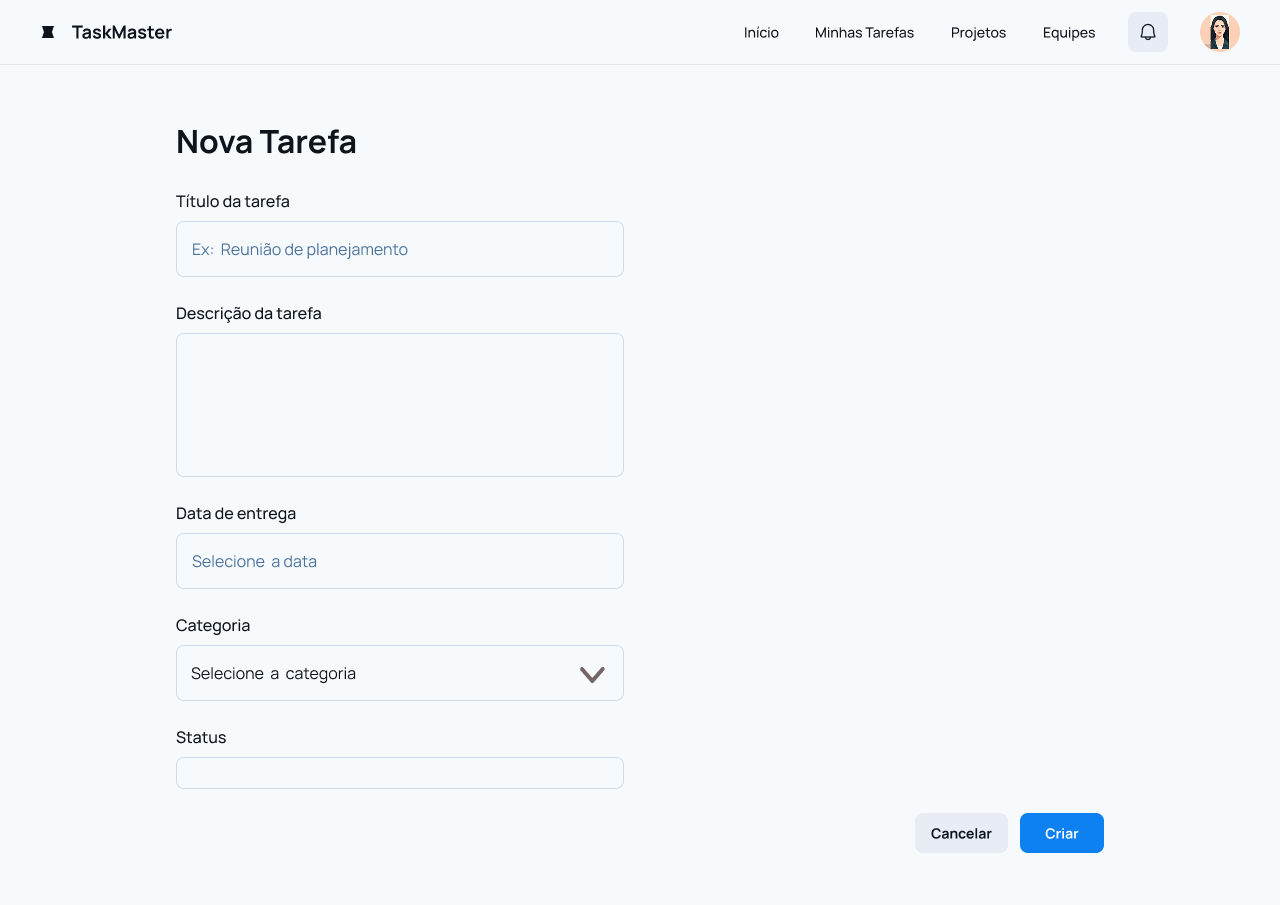 TaskMaster
Início
Minhas Tarefas
Projetos
Equipes
Nova Tarefa
Título da tarefa
Ex: Reunião de planejamento
Descrição da tarefa
Data de entrega
Selecione a data
Categoria
Selecione a categoria
Status
Cancelar
Criar